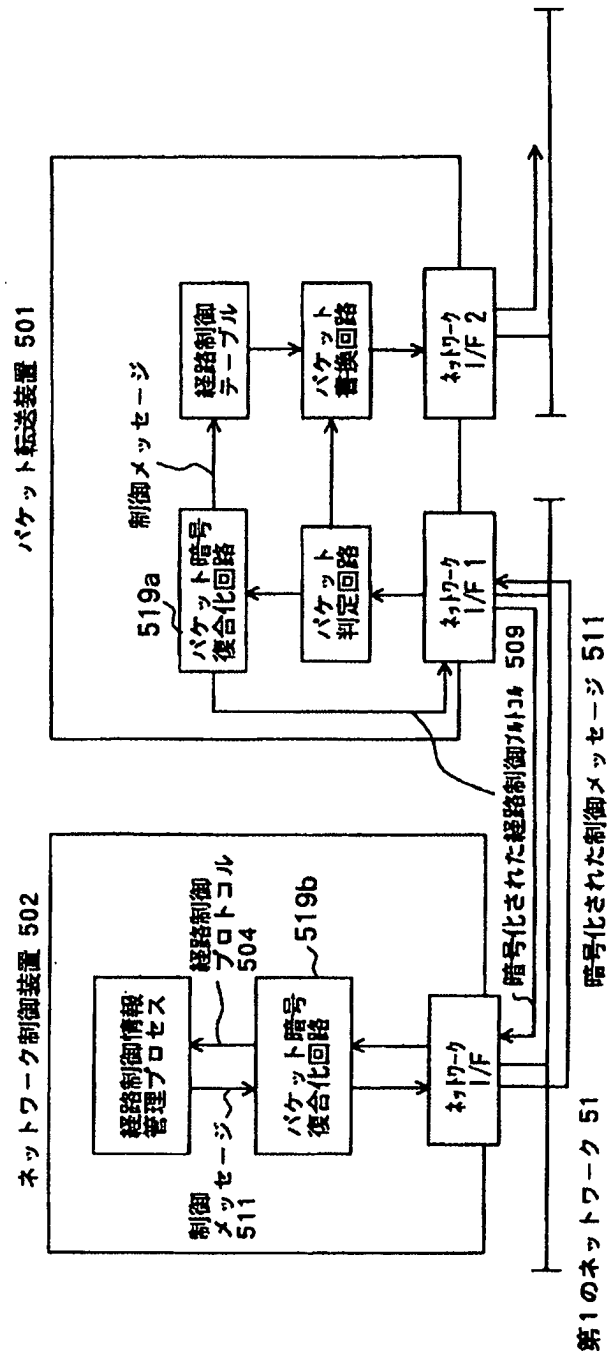 ネットワーク制御装置 502
経路制御情報
管理プロセス
制御
メッセージ
511
経路制御
プロトコル
504
519b
パケット暗号
復合化回路
ネットワーク
I/F
パケット転送装置 501
519a
制御メッセージ
パケット暗号
復合化回路
経路制御
テーブル
パケット
判定回路
パケット
書換回路
ネットワーク
I/F 1
ネットワーク
I/F 2
暗号化された経路制御プロトコル 509
暗号化された制御メッセージ 511
第1のネットワーク 51